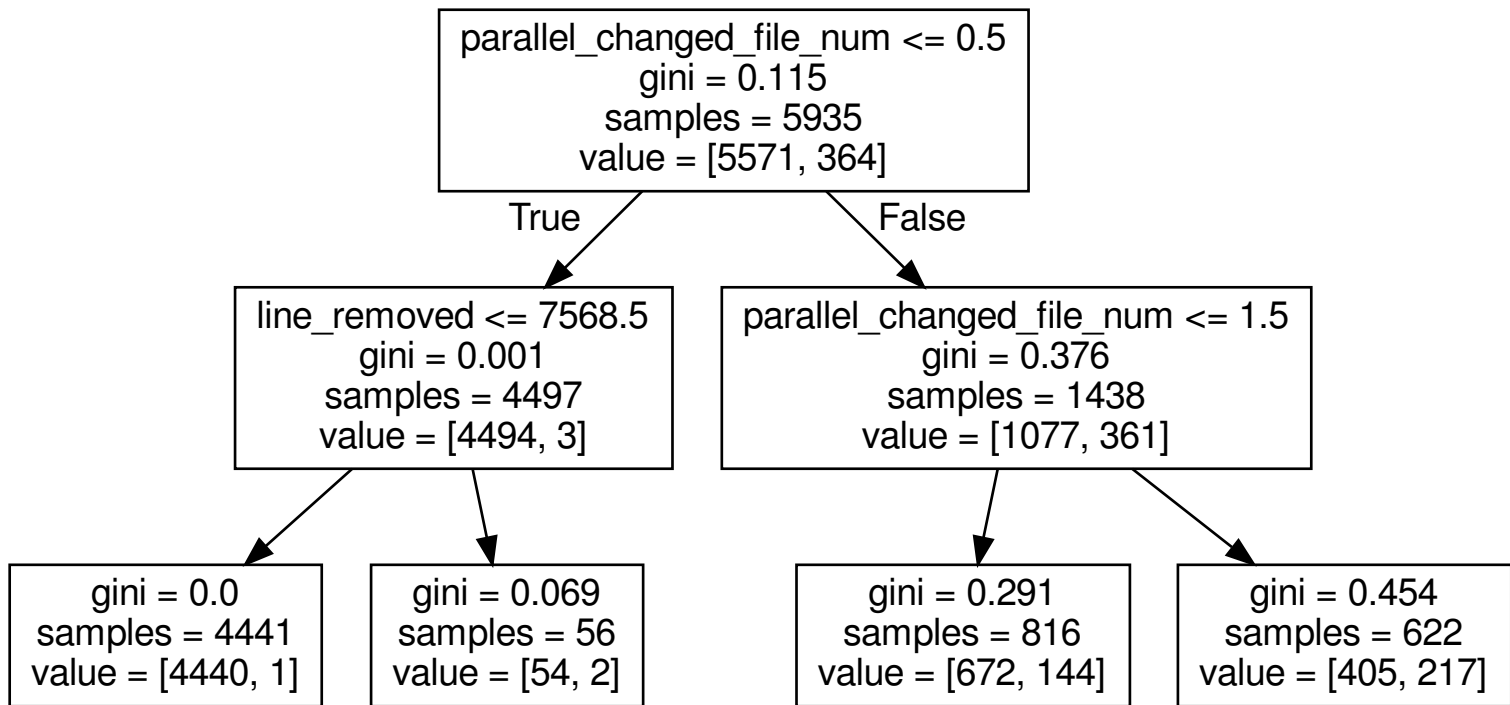 parallel_changed_file_num <= 0.5
gini = 0.115
samples = 5935
value = [5571, 364]
True
False
line_removed <= 7568.5
gini = 0.001
samples = 4497
value = [4494, 3]
parallel_changed_file_num <= 1.5
gini = 0.376
samples = 1438
value = [1077, 361]
gini = 0.0
samples = 4441
value = [4440, 1]
gini = 0.069
samples = 56
value = [54, 2]
gini = 0.291
samples = 816
value = [672, 144]
gini = 0.454
samples = 622
value = [405, 217]